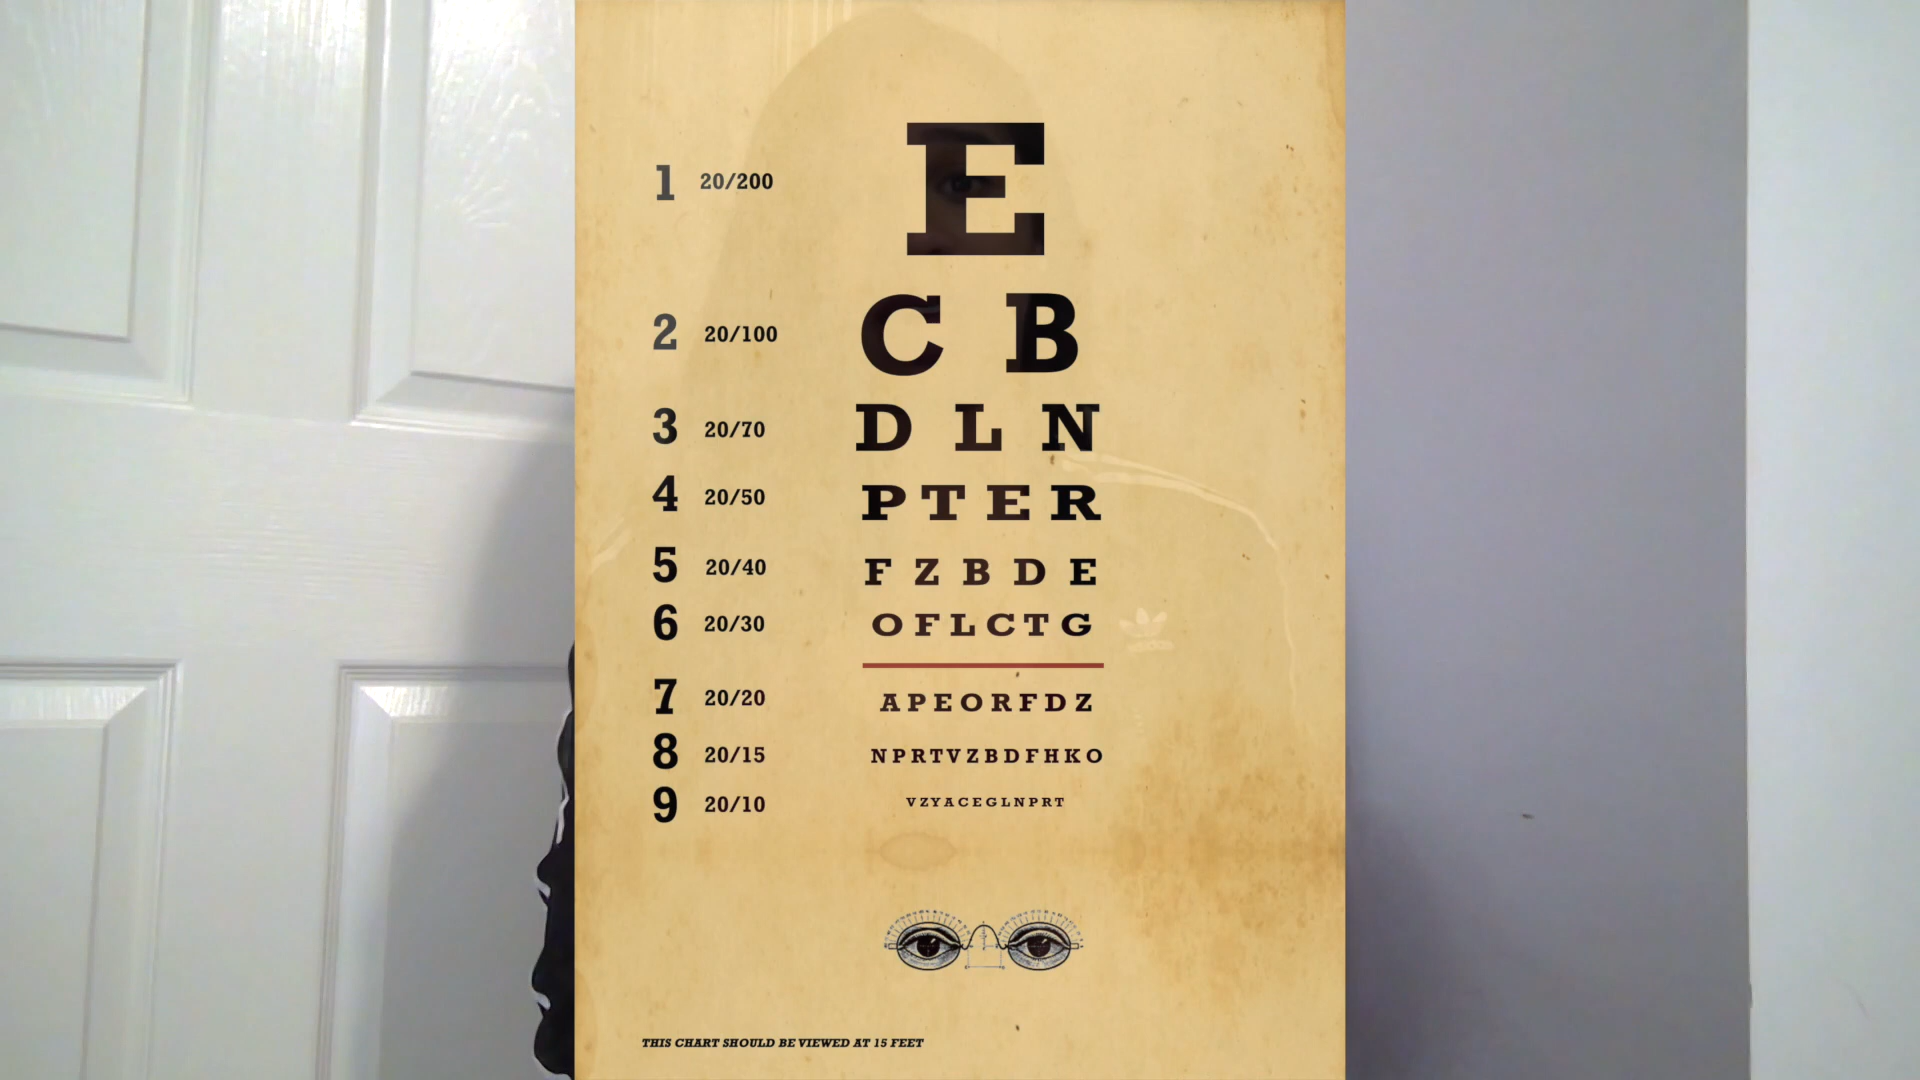 E
1 20/200
C B
2 20/100
D L N
3 20/70
P T E R
4 20/50
F Z B D E
5 20/40
O F L C T G
6 20/30
A P E O R F D Z
7 20/20
N P R T V Z B D F H K O
8 20/15
V Z Y A C E G L N P R T
9 20/10
THIS CHART SHOULD BE VIEWED AT 15 FEET